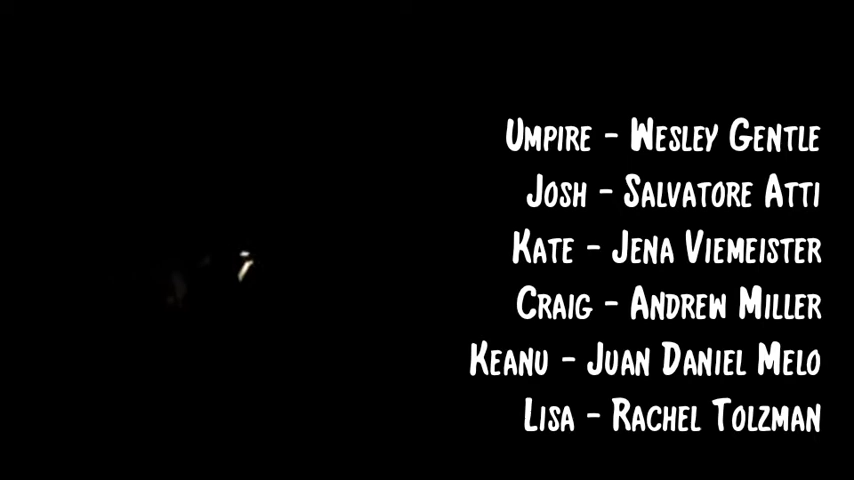 Umpire - Wesley Gentle
Josh - Salvatore Atti
Kate - Jena Viemeister
Craig - Andrew Miller
Keanu - Juan Daniel Melo
Lisa - Rachel Tolzman